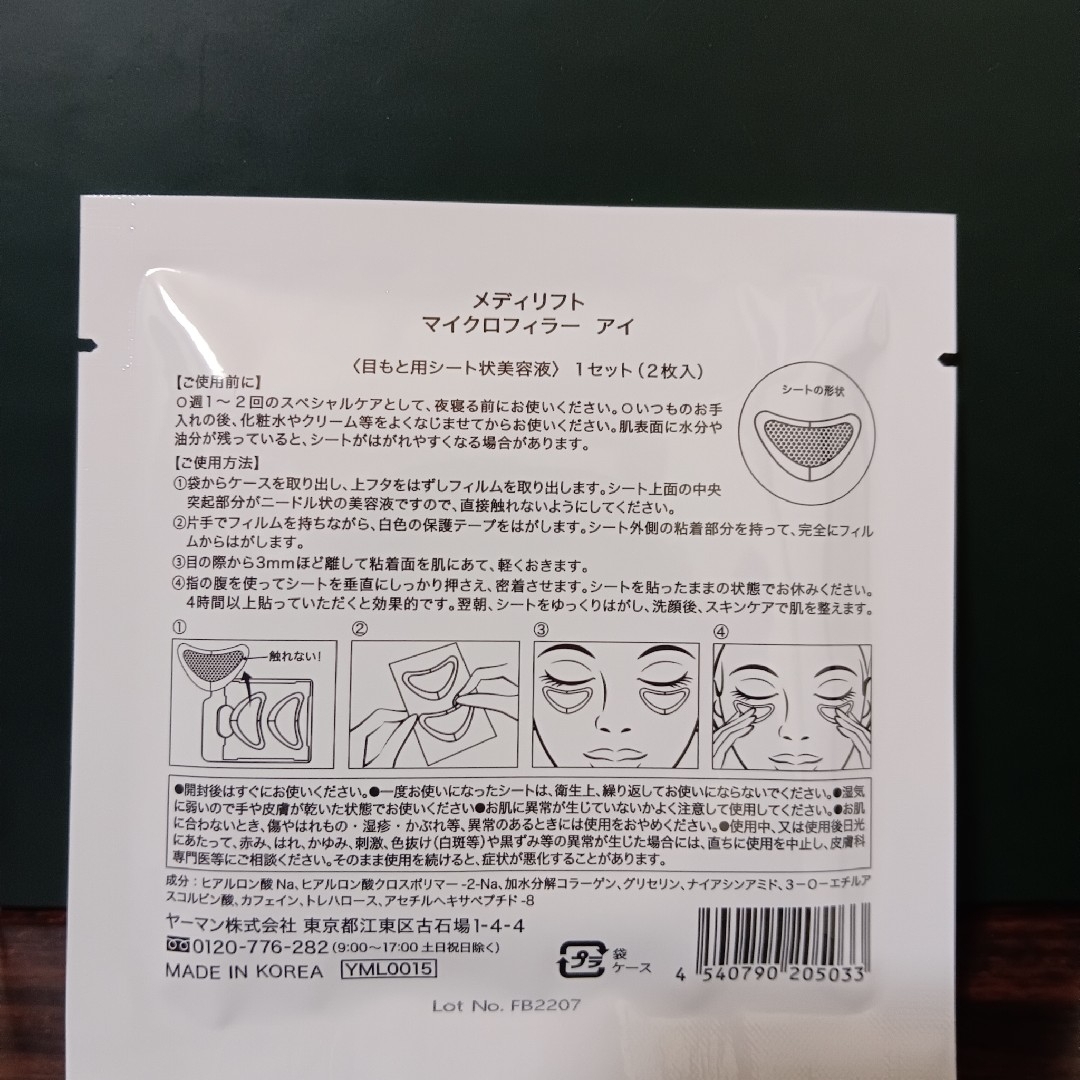 メディリフト
マイクロフィラー アイ
〈目もと用シート状美容液〉 1セット(2枚入)
シートの形状
【ご使用前に】
○週1〜2回のスペシャルケアとして、夜寝る前にお使いください。○いつものお手
入れの後、化粧水やクリーム等をよくなじませてからお使いください。肌表面に水分や
油分が残っていると、シートがはがれやすくなる場合があります。
【ご使用方法】
①袋からケースを取り出し、上フタをはずしフィルムを取り出します。シート上面の中央
突起部分がニードル状の美容液ですので、直接触れないようにしてください。
②片手でフィルムを持ちながら、白色の保護テープをはがします。シート外側の粘着部分を持って、完全にフィル
ムからはがします。
③目の際から3mmほど離して粘着面を肌にあて、軽くおきます。
④指の腹を使ってシートを垂直にしっかり押さえ、密着させます。シートを貼ったままの状態でお休みください。
4時間以上貼っていただくと効果的です。翌朝、シートをゆっくりはがし、洗顔後、スキンケアで肌を整えます。
① ② ③ ④
触れない!
●開封後はすぐにお使いください。●一度お使いになったシートは、衛生上、繰り返してお使いにならないでください。●湿気
に弱いので手や皮膚が乾いた状態でお使いください●お肌に異常が生じていないかよく注意して使用してください。●お肌
に合わないとき、傷やはれもの・湿疹・かぶれ等、異常のあるときには使用をおやめください。●使用中、又は使用後日光
にあたって、赤み、はれ、かゆみ、刺激、色抜け(白斑等)や黒ずみ等の異常が生じた場合には、直ちに使用を中止し、皮膚科
専門医等にご相談ください。そのまま使用を続けると、症状が悪化することがあります。
成分:ヒアルロン酸Na、ヒアルロン酸クロスポリマー-2-Na、加水分解コラーゲン、グリセリン、ナイアシンアミド、3-O-エチルア
スコルビン酸、カフェイン、トレハロース、アセチルヘキサペプチド-8
ヤーマン株式会社 東京都江東区古石場1-4-4
0120-776-282(9:00〜17:00 土日祝日除く)
MADE IN KOREA YML0015
プラ
袋
ケース
4 540790 205033
Lot No. FB2207